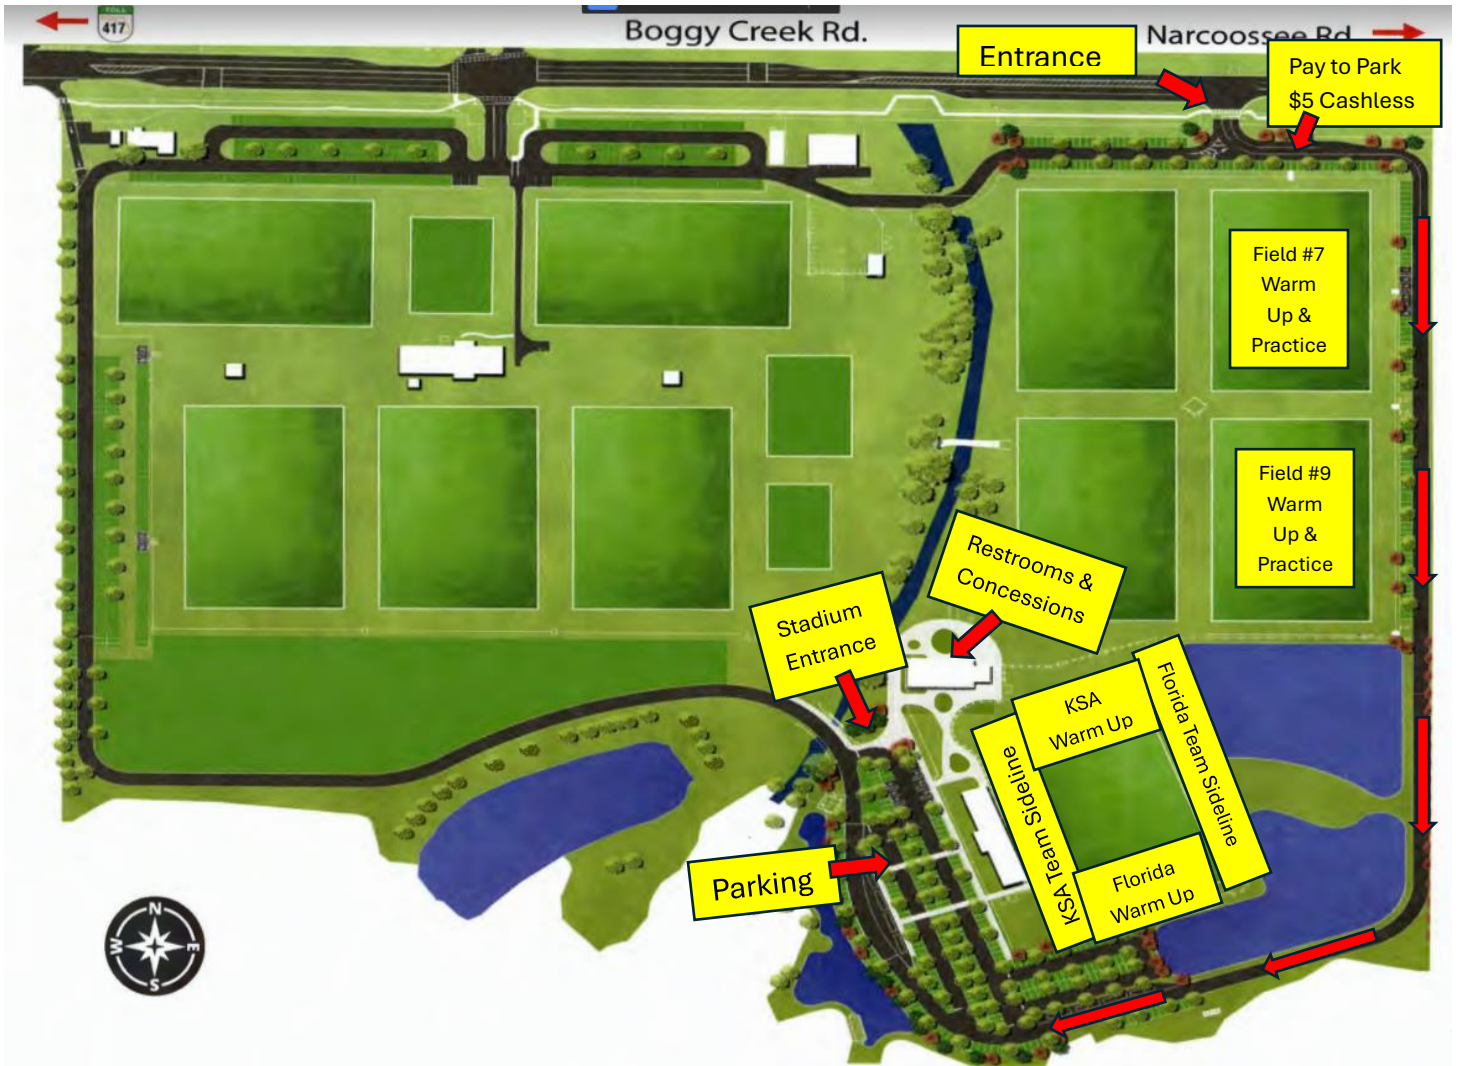 TOLL
417
Boggy Creek Rd.
Narcoossee Rd
Entrance
Pay to Park
$5 Cashless
Field #7
Warm
Up &
Practice
Field #9
Warm
Up &
Practice
Restrooms &
Concessions
Stadium
Entrance
KSA
Warm Up
Florida Team Sideline
KSA Team Sideline
Florida
Warm Up
Parking
N
W
E
S